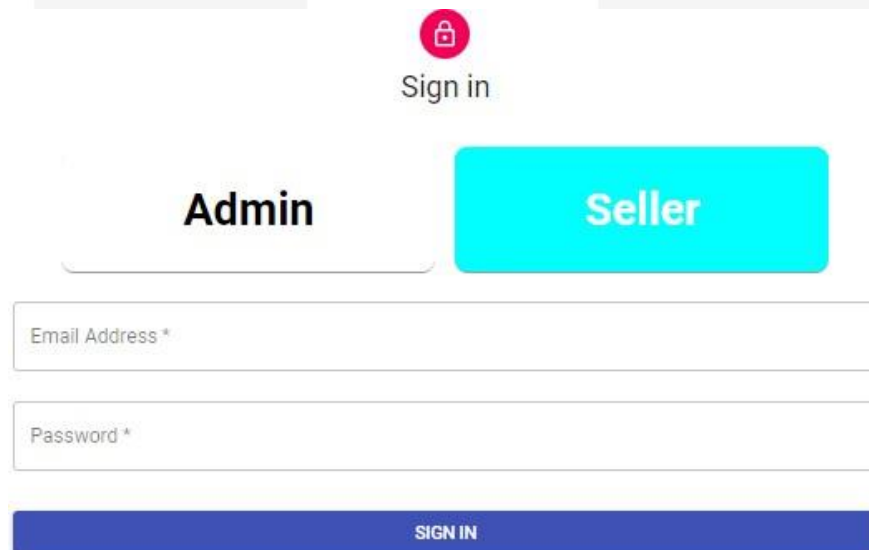 Sign in
Admin Seller
Email Address *
Password *
SIGN IN